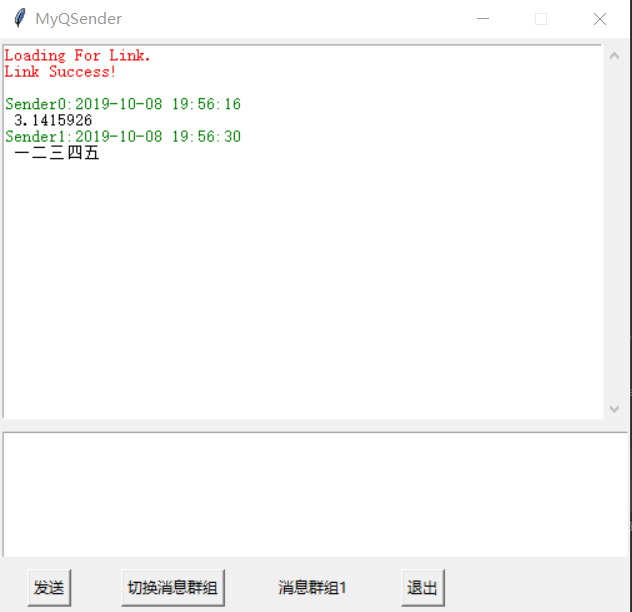 MyQSender
Loading For Link.
Link Success!
Sender0:2019-10-08 19:56:16
3.1415926
Sender1:2019-10-08 19:56:30
一二三四五
发送 切换消息群组 消息群组1 退出